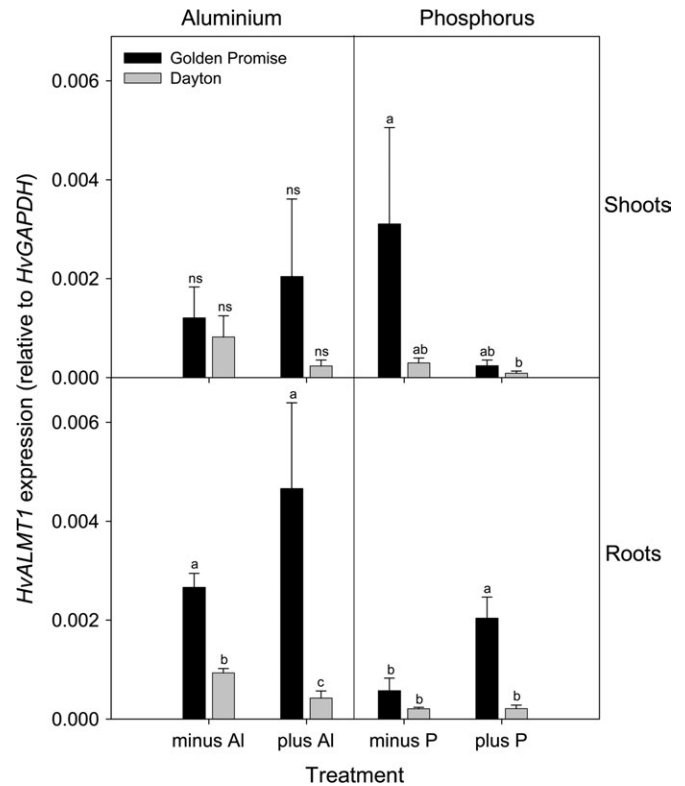 Aluminium Phosphorus
Golden Promise
Dayton
HvALMT1 expression (relative to HvGAPDH)
0.006
0.004
0.002
0.000
ns
ns
ns
ns
a
ab
ab
b
Shoots
0.006
0.004
0.002
0.000
a
b
a
c
b
b
a
b
Roots
minus Al plus Al minus P plus P
Treatment